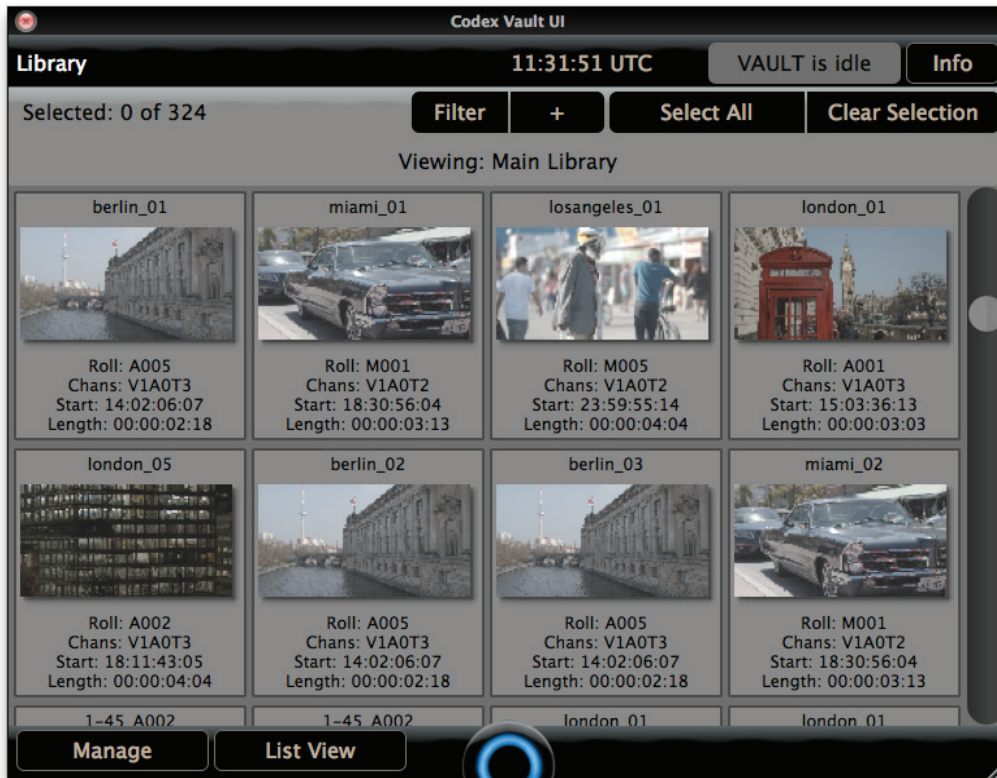 Codex Vault UI
Library
11:31:51 UTC
VAULT is idle
Info
Selected: 0 of 324
Filter
+
Select All
Clear Selection
Viewing: Main Library
berlin_01
Roll: A005
Chans: V1A0T3
Start: 14:02:06:07
Length: 00:00:02:18
miami_01
Roll: M001
Chans: V1A0T2
Start: 18:30:56:04
Length: 00:00:03:13
losangeles_01
Roll: M005
Chans: V1A0T2
Start: 23:59:55:14
Length: 00:00:04:04
london_01
Roll: A001
Chans: V1A0T3
Start: 15:03:36:13
Length: 00:00:03:03
london_05
Roll: A002
Chans: V1A0T3
Start: 18:11:43:05
Length: 00:00:04:04
berlin_02
Roll: A005
Chans: V1A0T3
Start: 14:02:06:07
Length: 00:00:02:18
berlin_03
Roll: A005
Chans: V1A0T3
Start: 14:02:06:07
Length: 00:00:02:18
miami_02
Roll: M001
Chans: V1A0T2
Start: 18:30:56:04
Length: 00:00:03:13
1-45_A002
1-45_A002
london_01
london_01
Manage
List View